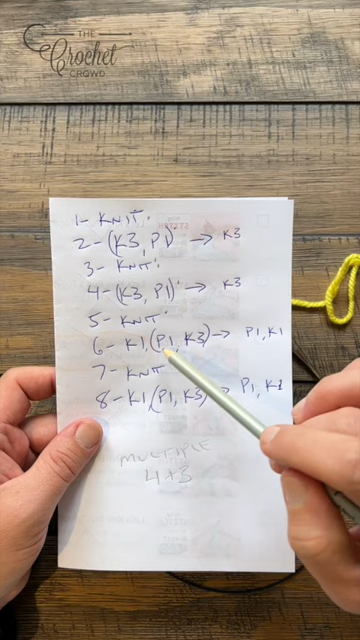 THE
Crochet
CROWD
1- KNIT.
2- (K3, P1) → K3
3- KNIT.
4- (K3, P1) → K3
5- KNIT.
6- K1, (P1, K3) → P1, K1
7- KNIT
8- K1, (P1, K3) → P1, K1
MULTIPLE
4+3